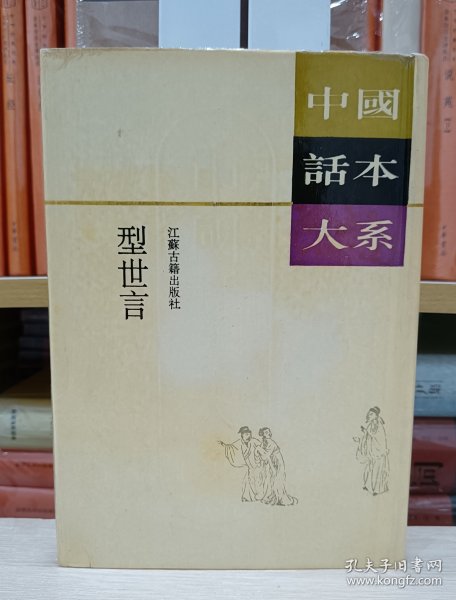 中國
話本
大系
型世言
江蘇古籍出版社
孔夫子旧书网
www.kongfz.com